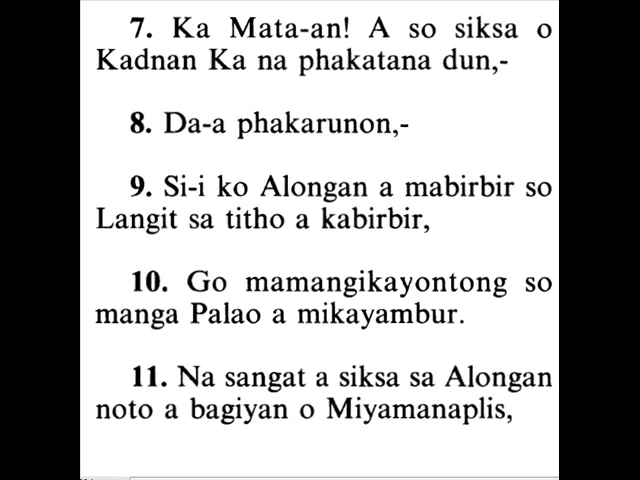 7. Ka Mata-an! A so siksa o
Kadnan Ka na phakatana dun,-
8. Da-a phakarunon,-
9. Si-i ko Alongan a mabirbir so
Langit sa titho a kabirbir,
10. Go mamangikayontong so
manga Palao a mikayambur.
11. Na sangat a siksa sa Alongan
noto a bagiyan o Miyamanaplis,